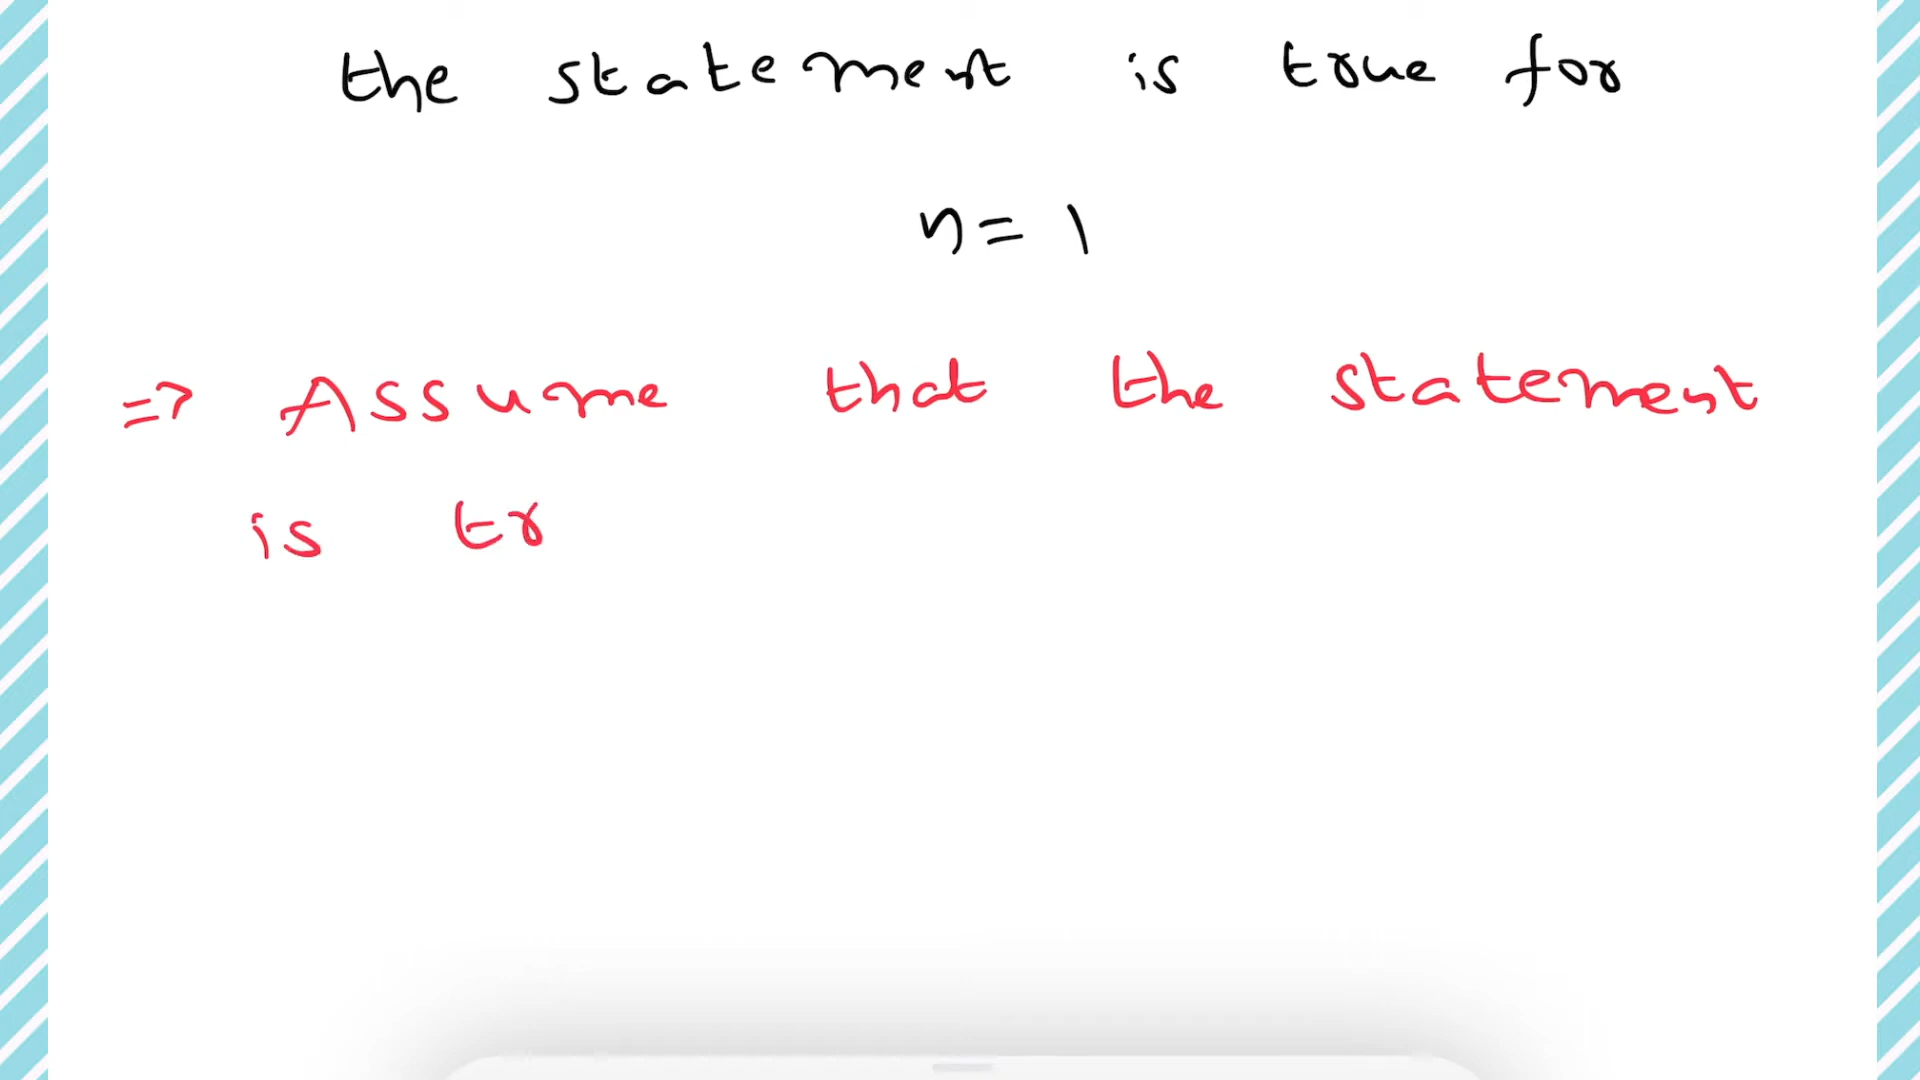 the statement is true for
n = 1
⇒ Assume that the statement
is tr